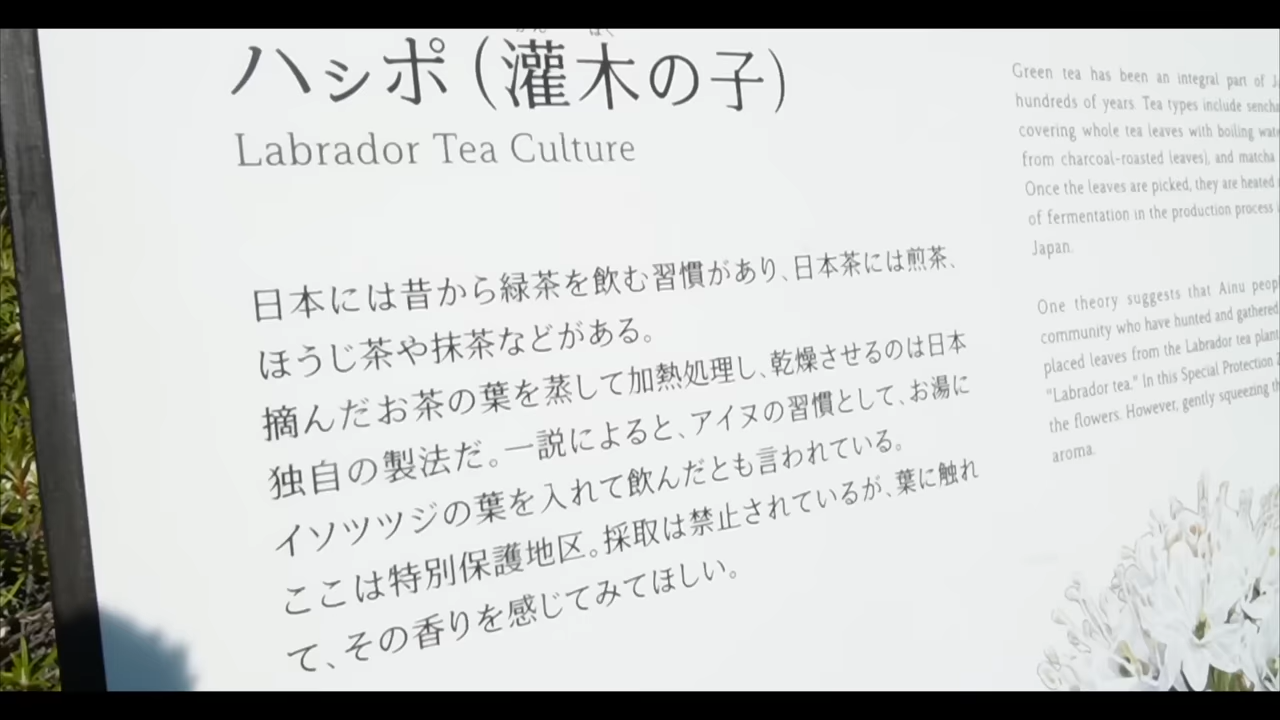 ハㇱポ(灌木の子)
Labrador Tea Culture
日本には昔から緑茶を飲む習慣があり、日本茶には煎茶、
ほうじ茶や抹茶などがある。
摘んだお茶の葉を蒸して加熱処理し、乾燥させるのは日本
独自の製法だ。一説によると、アイヌの習慣として、お湯に
イソツツジの葉を入れて飲んだとも言われている。
ここは特別保護地区。採取は禁止されているが、葉に触れ
て、その香りを感じてみてほしい。
Green tea has been an integral part of
hundreds of years. Tea types include
covering whole tea leaves with boiling
from charcoal-roasted leaves), and matcha
Once the leaves are picked, they are heated
of fermentation in the production process
Japan.
One theory suggests that Ainu
community who have hunted and gathered
placed leaves from the Labrador tea
"Labrador tea." In this Special Protection
the flowers. However, gently squeezing
aroma.